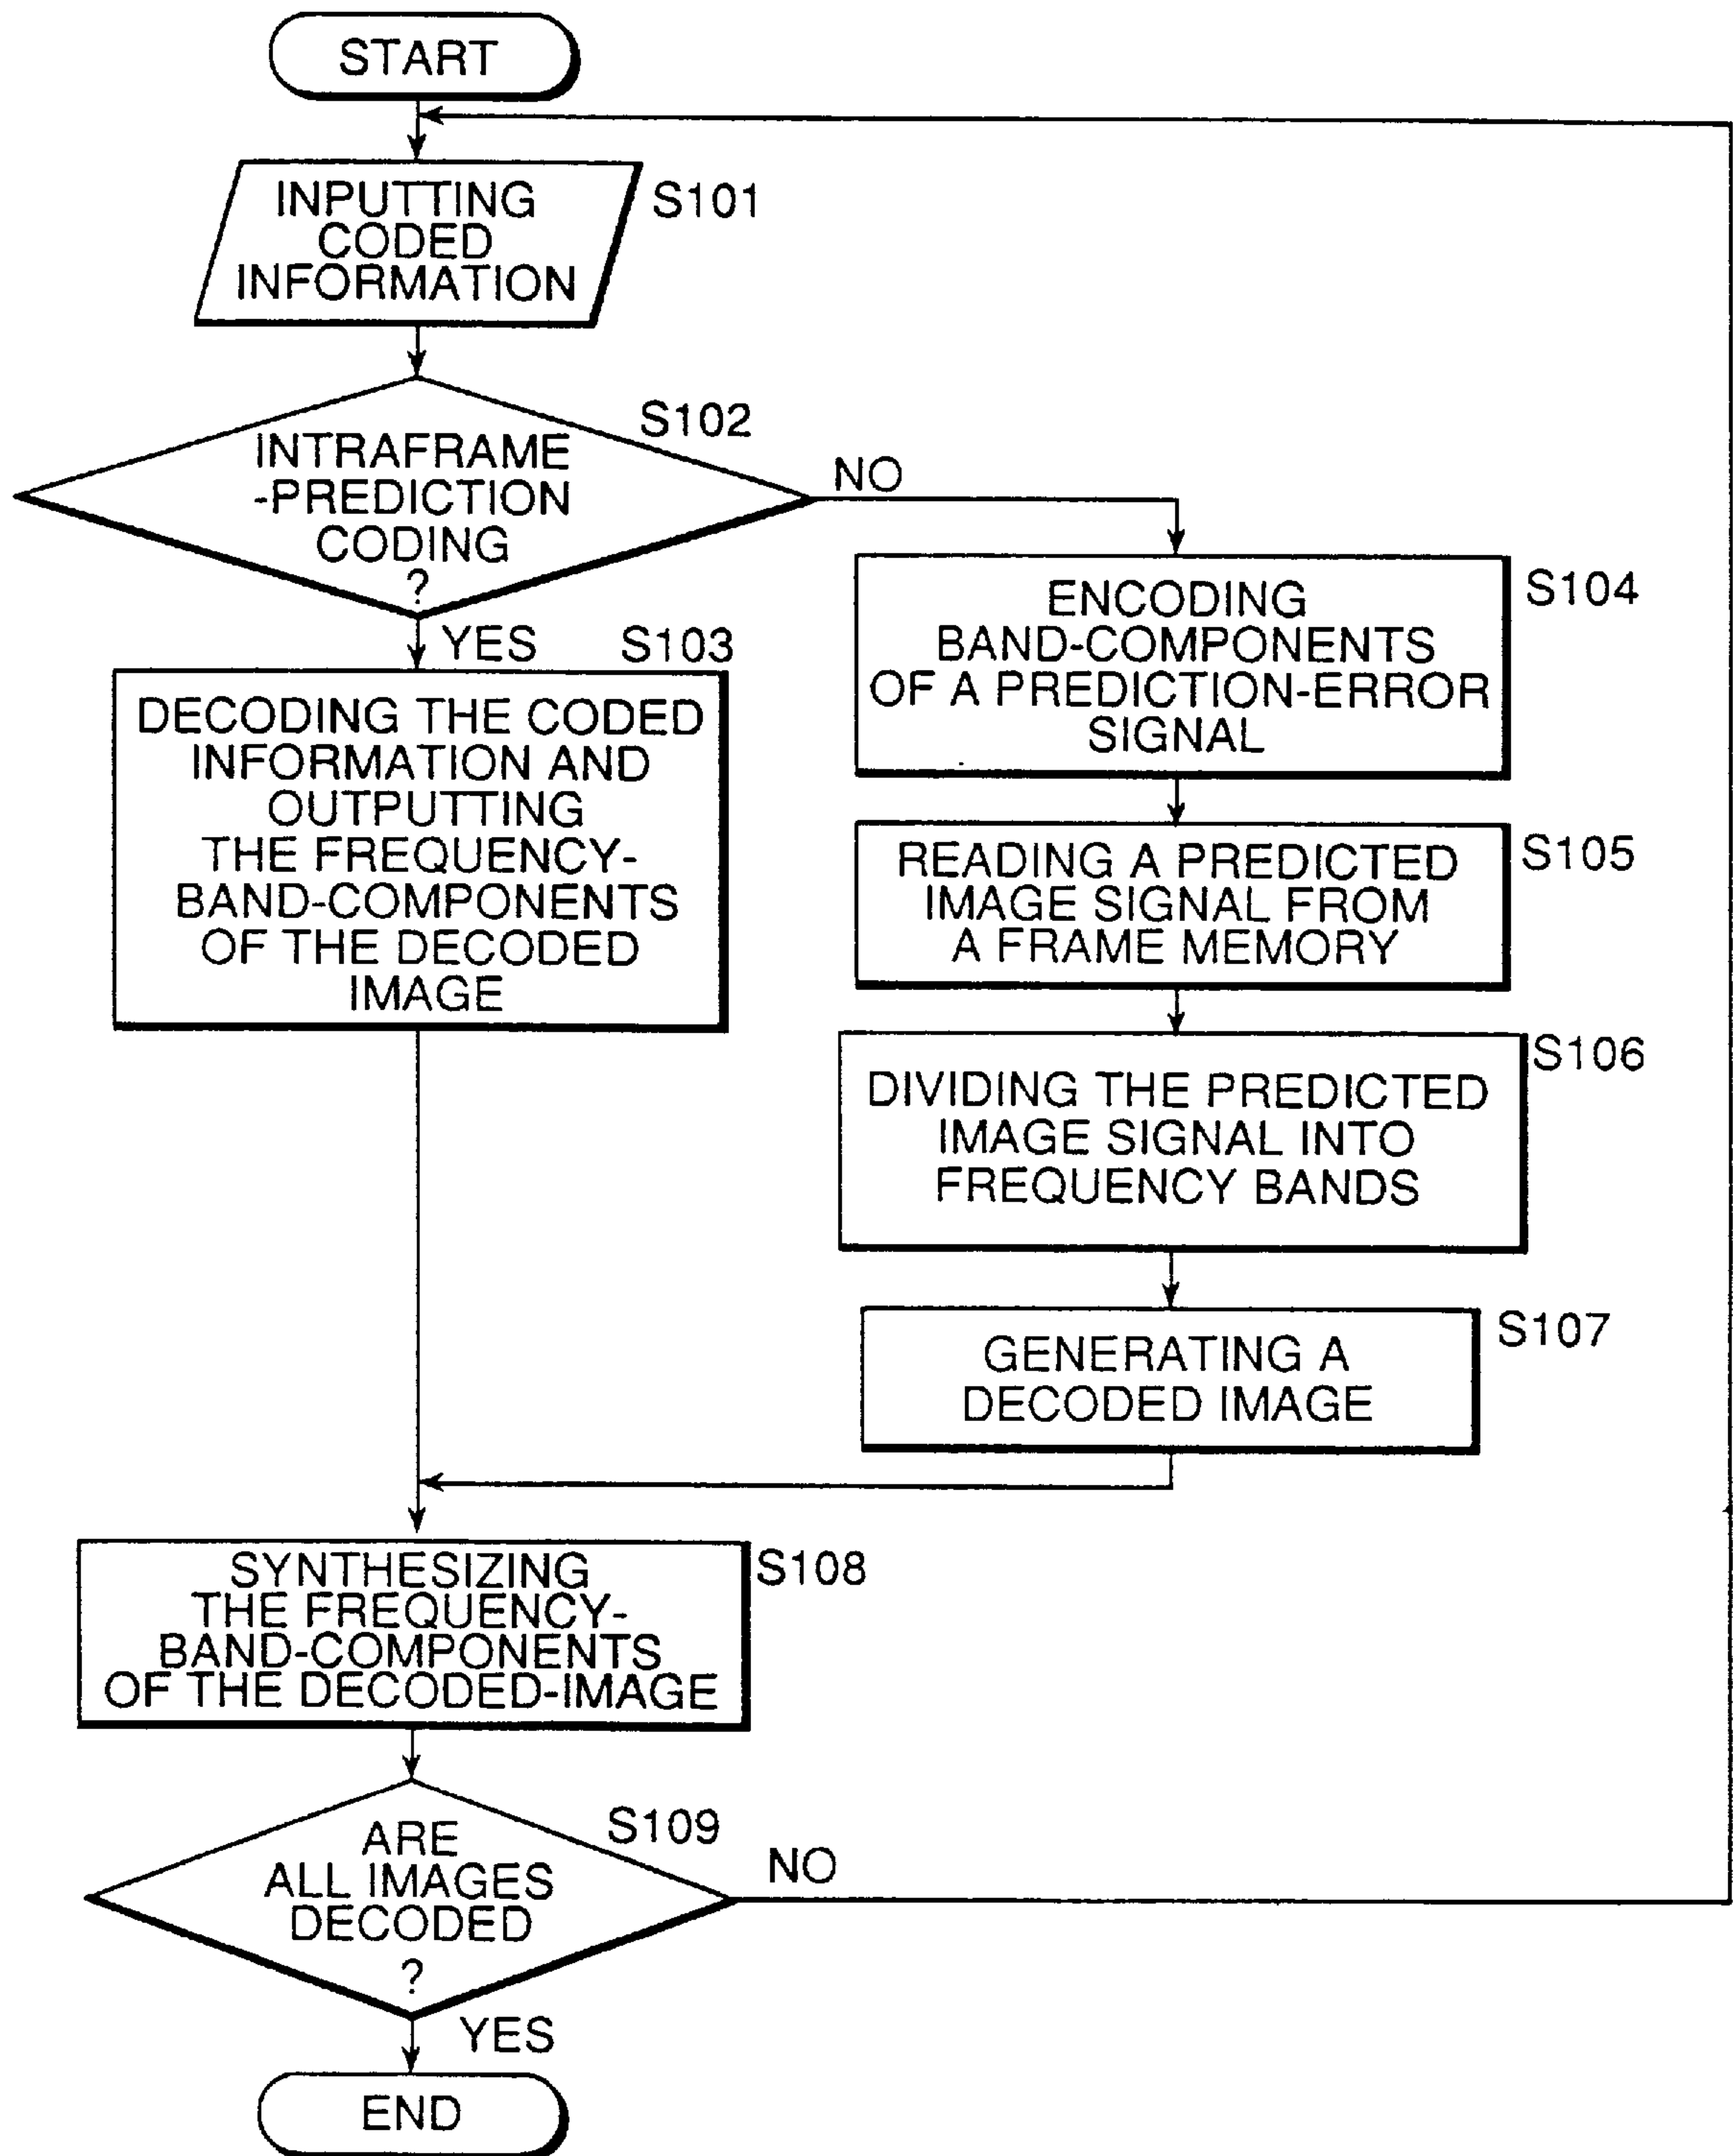 START
INPUTTING
CODED
INFORMATION
S101
INTRAFRAME
-PREDICTION
CODING
?
S102
NO
YES
S103
DECODING THE CODED
INFORMATION AND
OUTPUTTING
THE FREQUENCY-
BAND-COMPONENTS
OF THE DECODED
IMAGE
S104
ENCODING
BAND-COMPONENTS
OF A PREDICTION-ERROR
SIGNAL
S105
READING A PREDICTED
IMAGE SIGNAL FROM
A FRAME MEMORY
S106
DIVIDING THE PREDICTED
IMAGE SIGNAL INTO
FREQUENCY BANDS
S107
GENERATING A
DECODED IMAGE
S108
SYNTHESIZING
THE FREQUENCY-
BAND-COMPONENTS
OF THE DECODED-IMAGE
S109
ARE
ALL IMAGES
DECODED
?
NO
YES
END